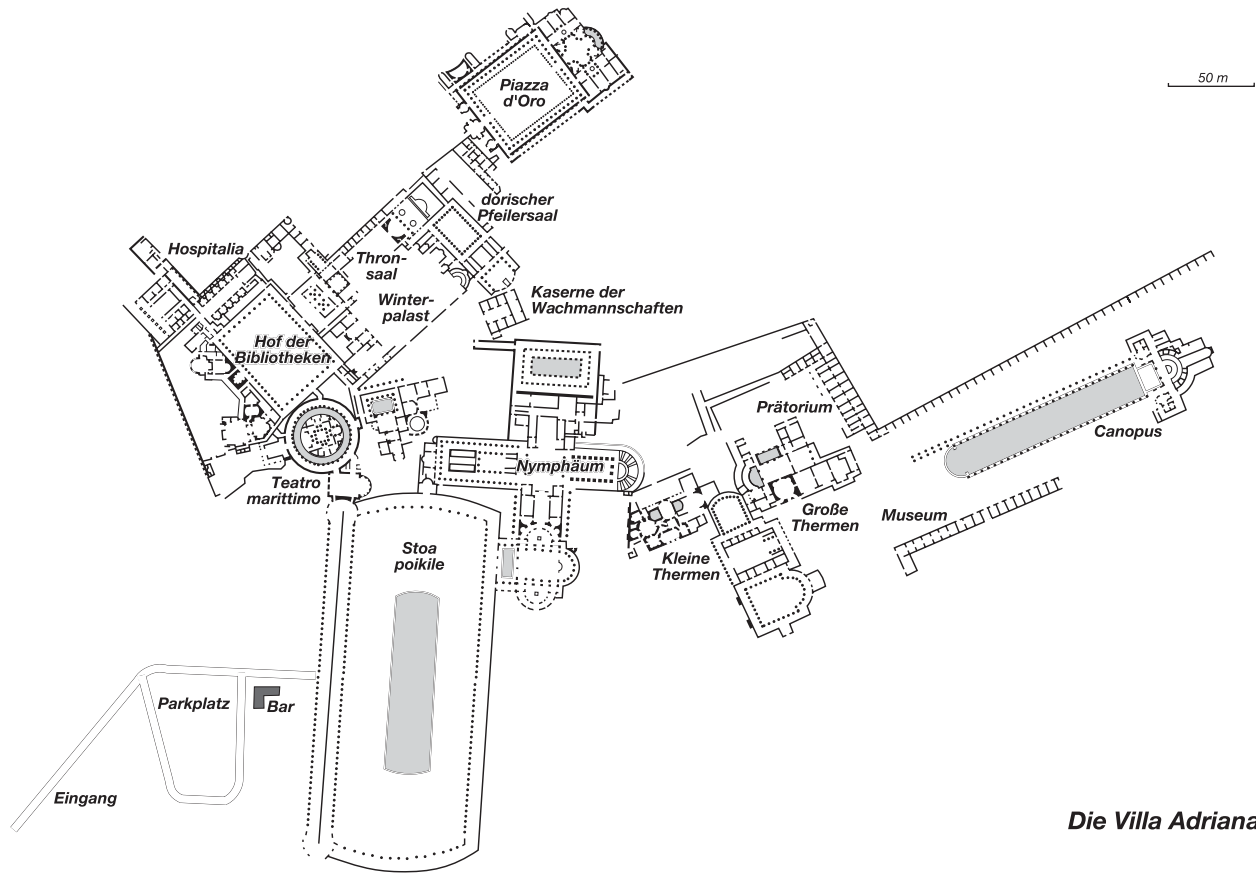 Piazza
d'Oro
50 m
dorischer
Pfeilersaal
Hospitalia
Thron-
saal
Winter-
palast
Kaserne der
Wachmannschaften
Hof der
Bibliotheken
Prätorium
Canopus
Nymphäum
Teatro
marittimo
Große
Thermen
Museum
Stoa
poikile
Kleine
Thermen
Parkplatz
Bar
Eingang
Die Villa Adriana